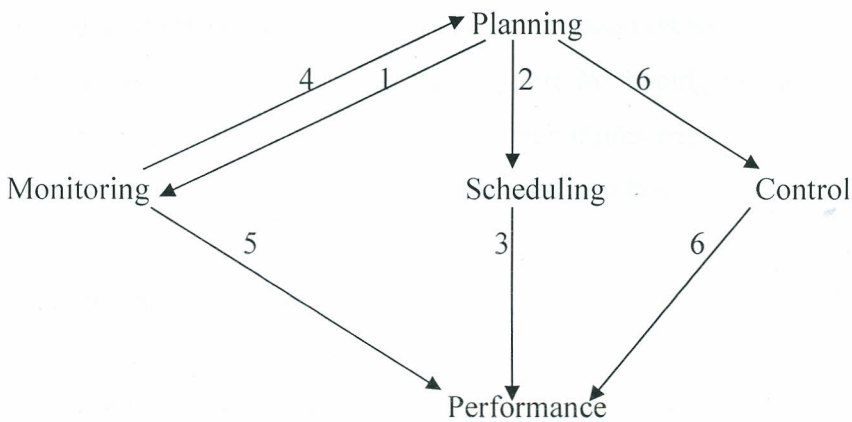 Planning
4
1
2
6
Monitoring
Scheduling
Control
5
3
6
Performance